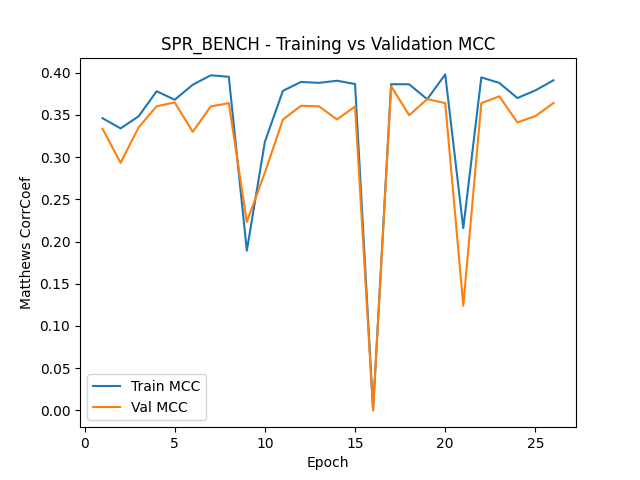 SPR_BENCH - Training vs Validation MCC
Matthews CorrCoef
0.40
0.35
0.30
0.25
0.20
0.15
0.10
0.05
0.00
Train MCC
Val MCC
0 5 10 15 20 25
Epoch